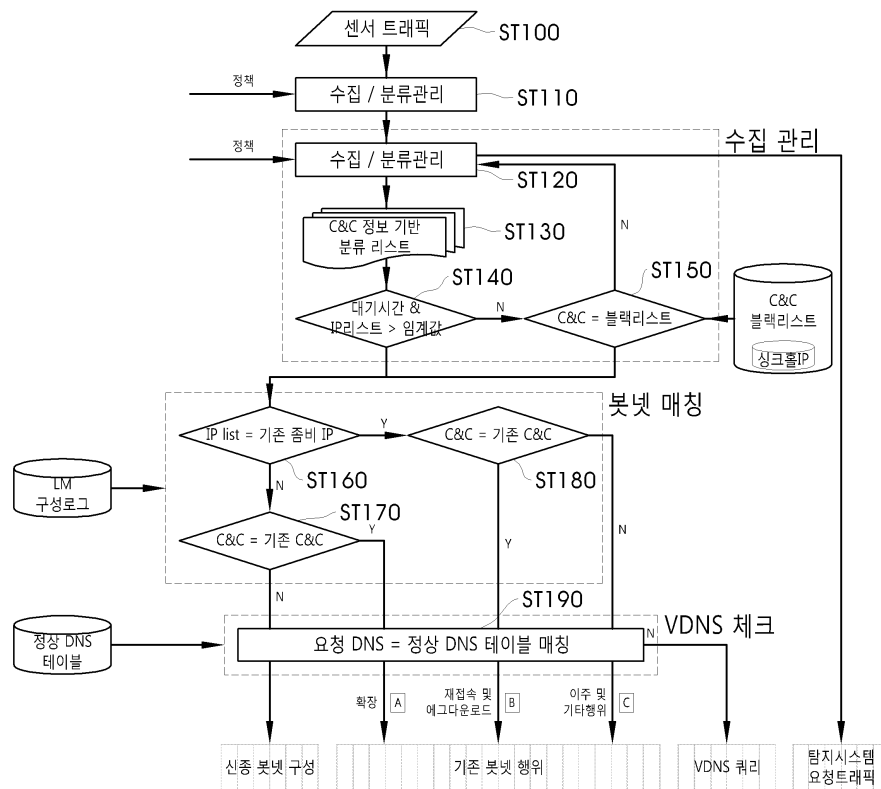 센서 트래픽
ST100
정책
수집 / 분류관리
ST110
수집 관리
정책
수집 / 분류관리
ST120
C&C 정보 기반
분류 리스트
ST130
N
ST140
ST150
대기시간 &
IP리스트 > 임계값
N
C&C = 블랙리스트
C&C
블랙리스트
싱크홀IP
봇넷 매칭
IP list = 기존 좀비 IP
Y
C&C = 기존 C&C
ST160
ST180
LM
구성로그
N
ST170
Y
C&C = 기존 C&C
Y
N
N
ST190
VDNS 체크
정상 DNS
테이블
요청 DNS = 정상 DNS 테이블 매칭
N
확장
A
재접속 및
에그다운로드
B
이주 및
기타행위
C
신종 봇넷 구성
기존 봇넷 행위
VDNS 쿼리
탐지시스템
요청트래픽